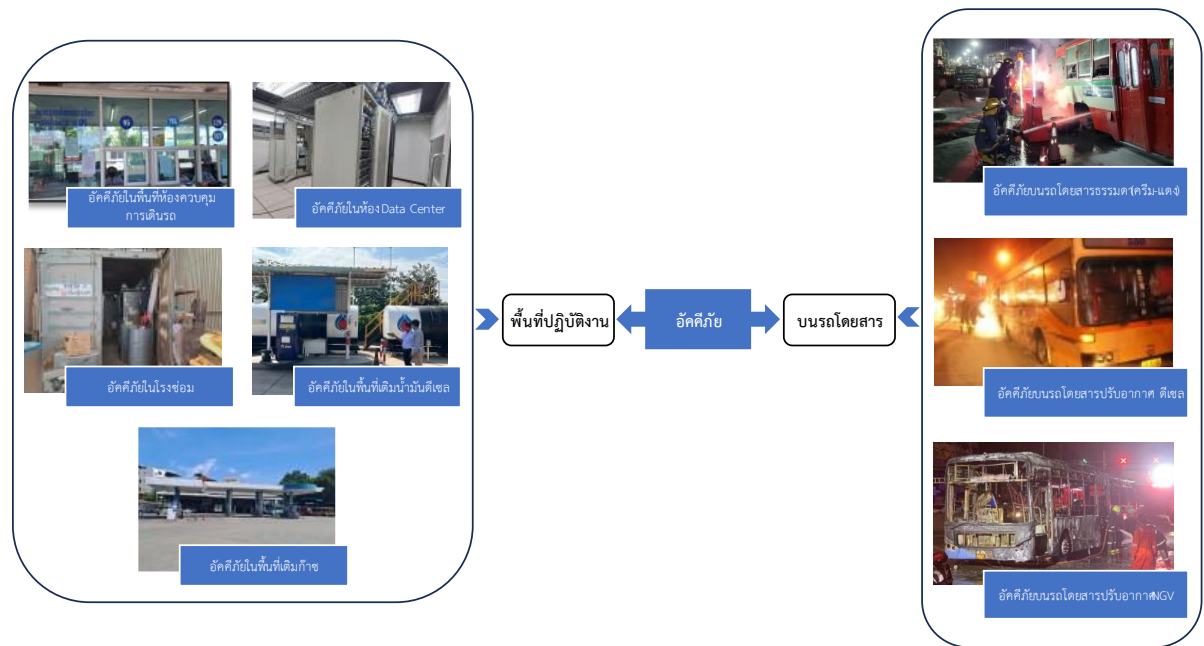 อัคคีภัยในพื้นที่ห้องควบคุม
การเดินรถ
อัคคีภัยในห้อง Data Center
อัคคีภัยในโรงซ่อม
อัคคีภัยในพื้นที่เติมน้ำมันดีเซล
อัคคีภัยในพื้นที่เติมก๊าซ
พื้นที่ปฏิบัติงาน
อัคคีภัย
บนรถโดยสาร
อัคคีภัยบนรถโดยสารธรรมดา(ครีม-แดง)
อัคคีภัยบนรถโดยสารปรับอากาศ ดีเซล
อัคคีภัยบนรถโดยสารปรับอากาศNGV